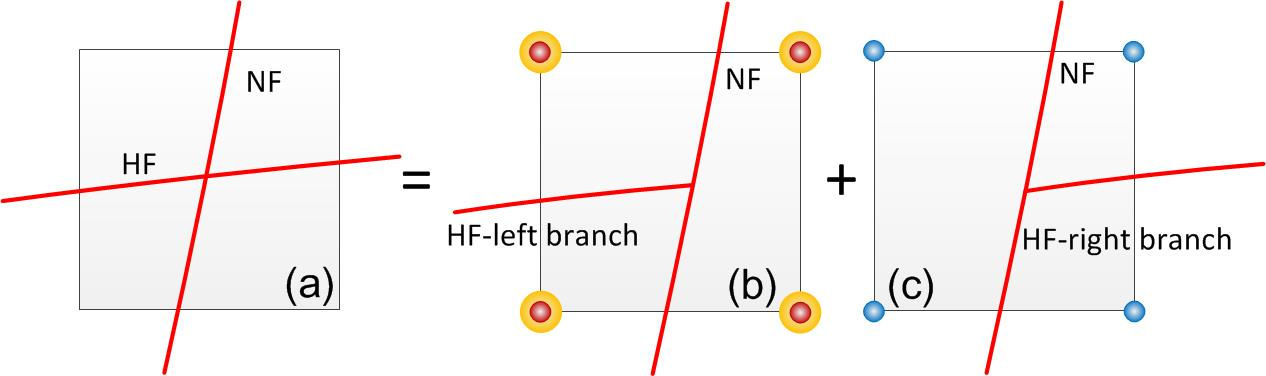 NF
HF
(a)
=
NF
HF-left branch
(b)
+
NF
HF-right branch
(c)